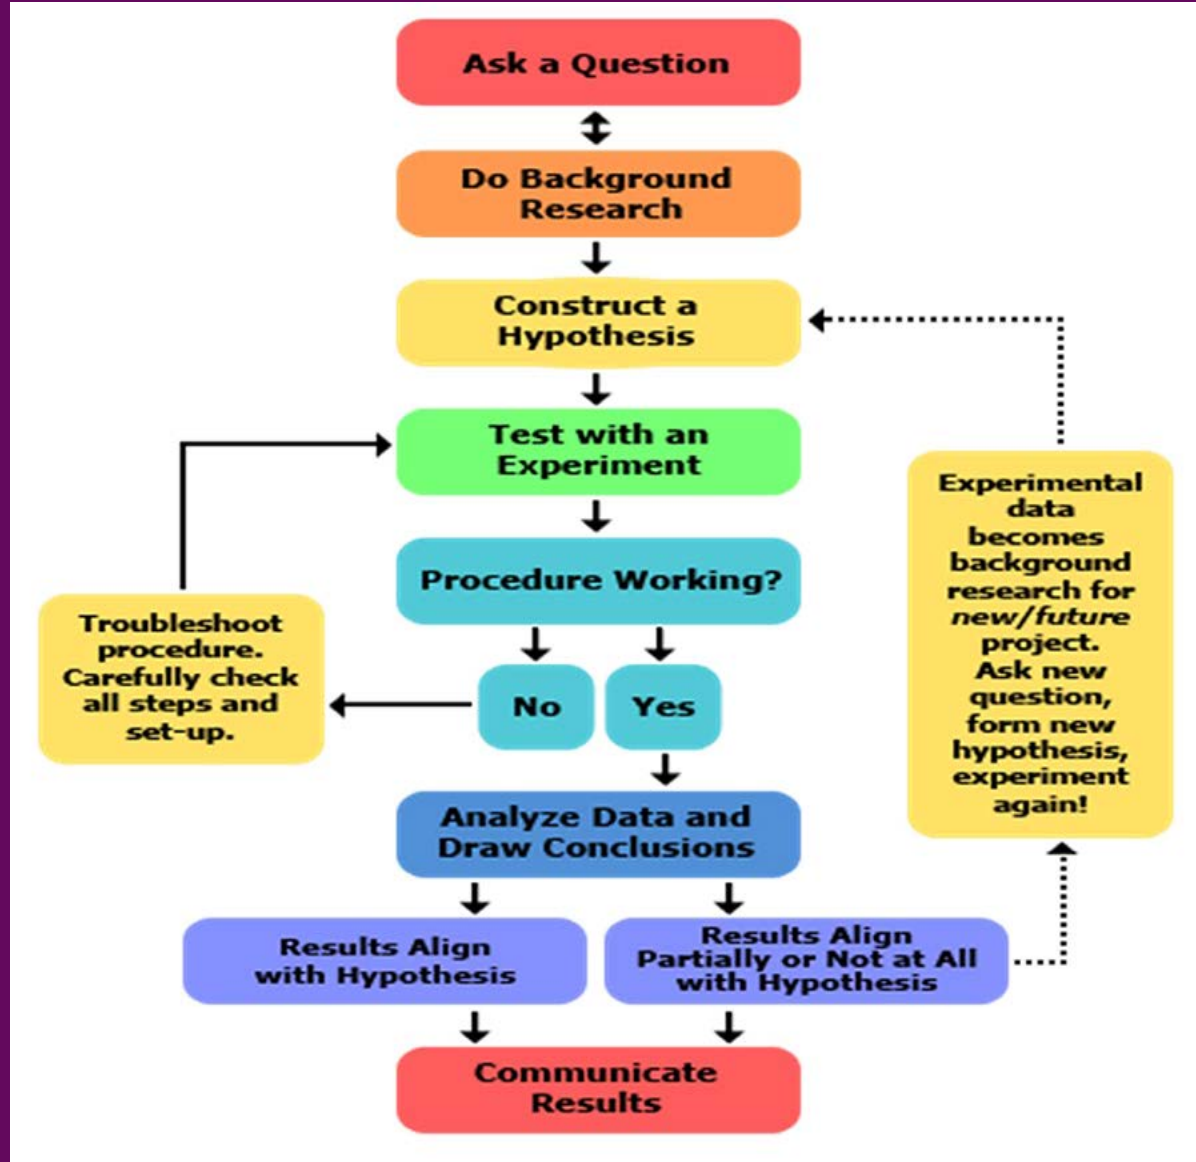 Ask a Question
Do Background
Research
Construct a
Hypothesis
Test with an
Experiment
Procedure Working?
No
Yes
Troubleshoot
procedure.
Carefully check
all steps and
set-up.
Experimental
data
becomes
background
research for
new/future
project.
Ask new
question,
form new
hypothesis,
experiment
again!
Analyze Data and
Draw Conclusions
Results Align
with Hypothesis
Results Align
Partially or Not at All
with Hypothesis
Communicate
Results